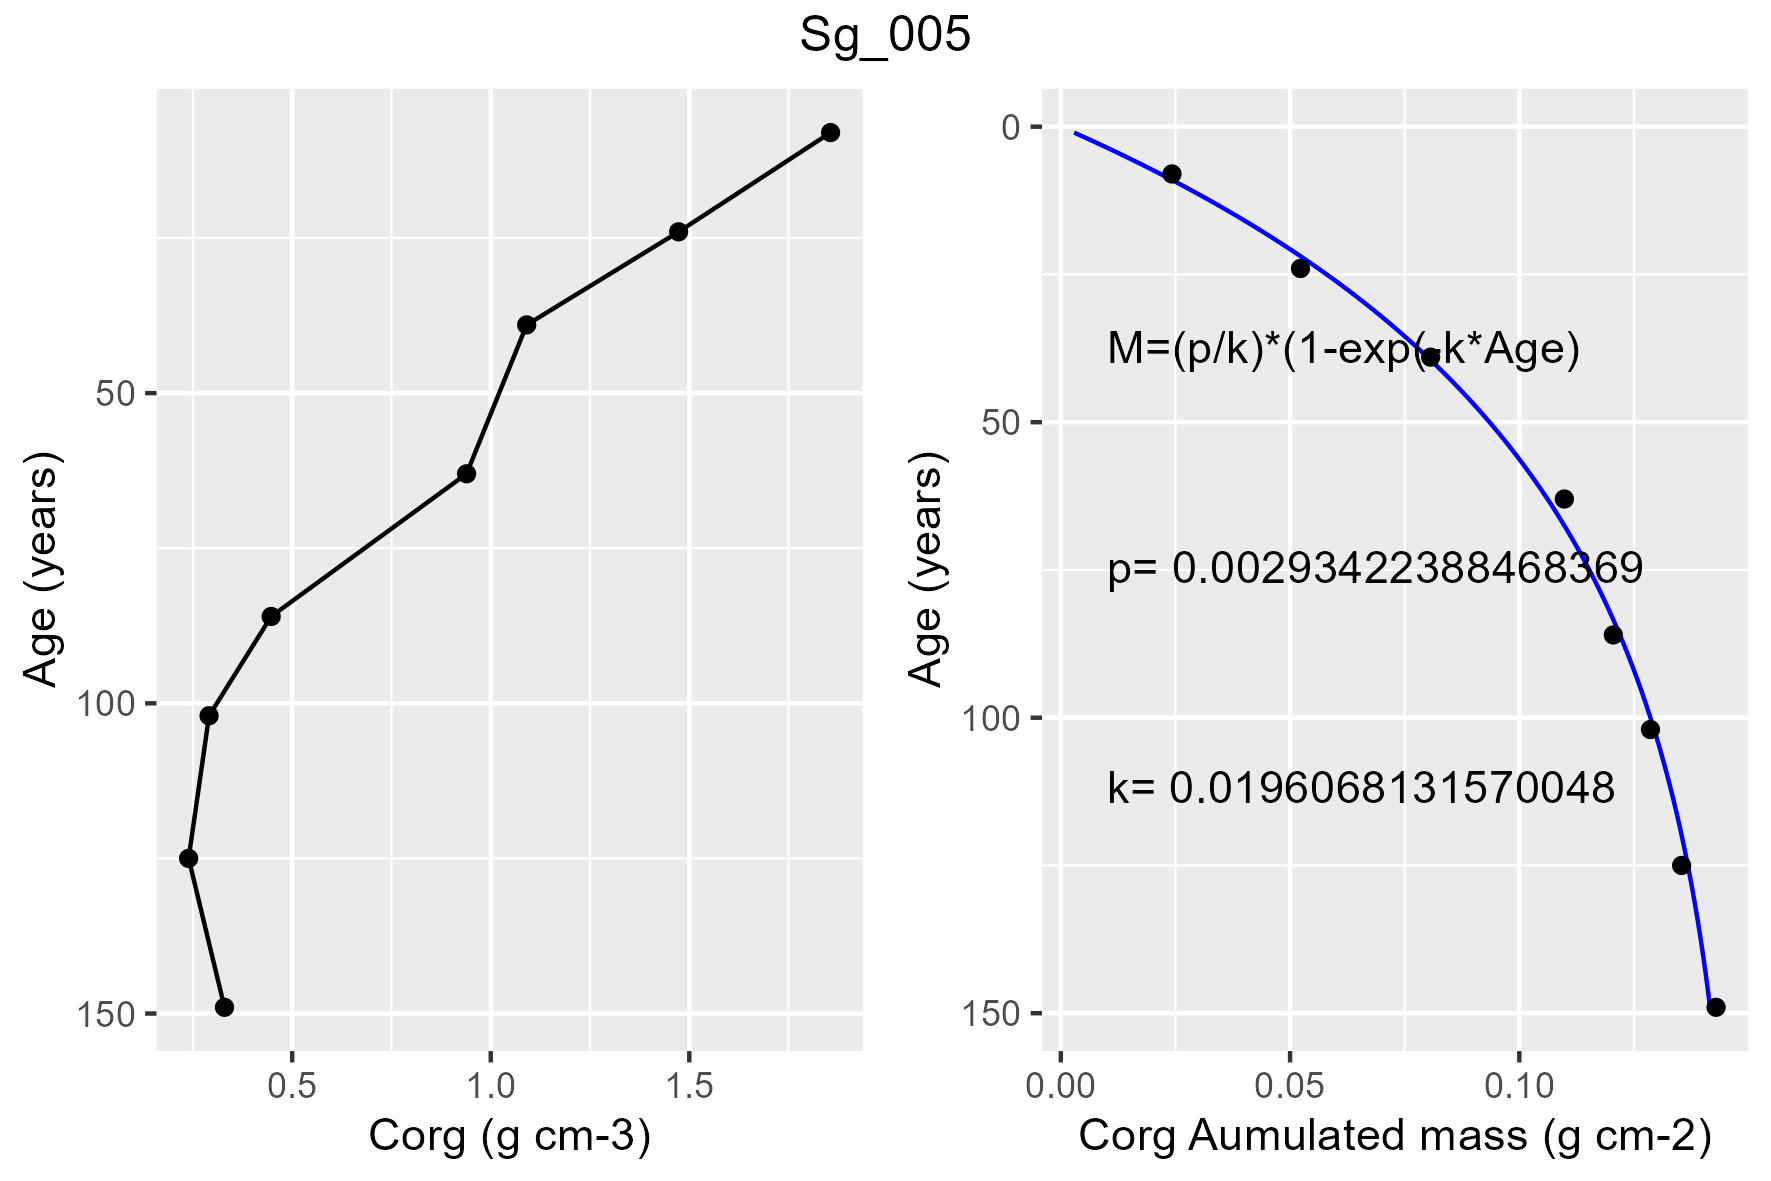 Sg_005
50
100
150
Age (years)
0.5 1.0 1.5
Corg (g cm-3)
0
50
100
150
Age (years)
M=(p/k)*(1-exp(-k*Age)
p= 0.00293422388468369
k= 0.0196068131570048
0.00 0.05 0.10
Corg Aumulated mass (g cm-2)